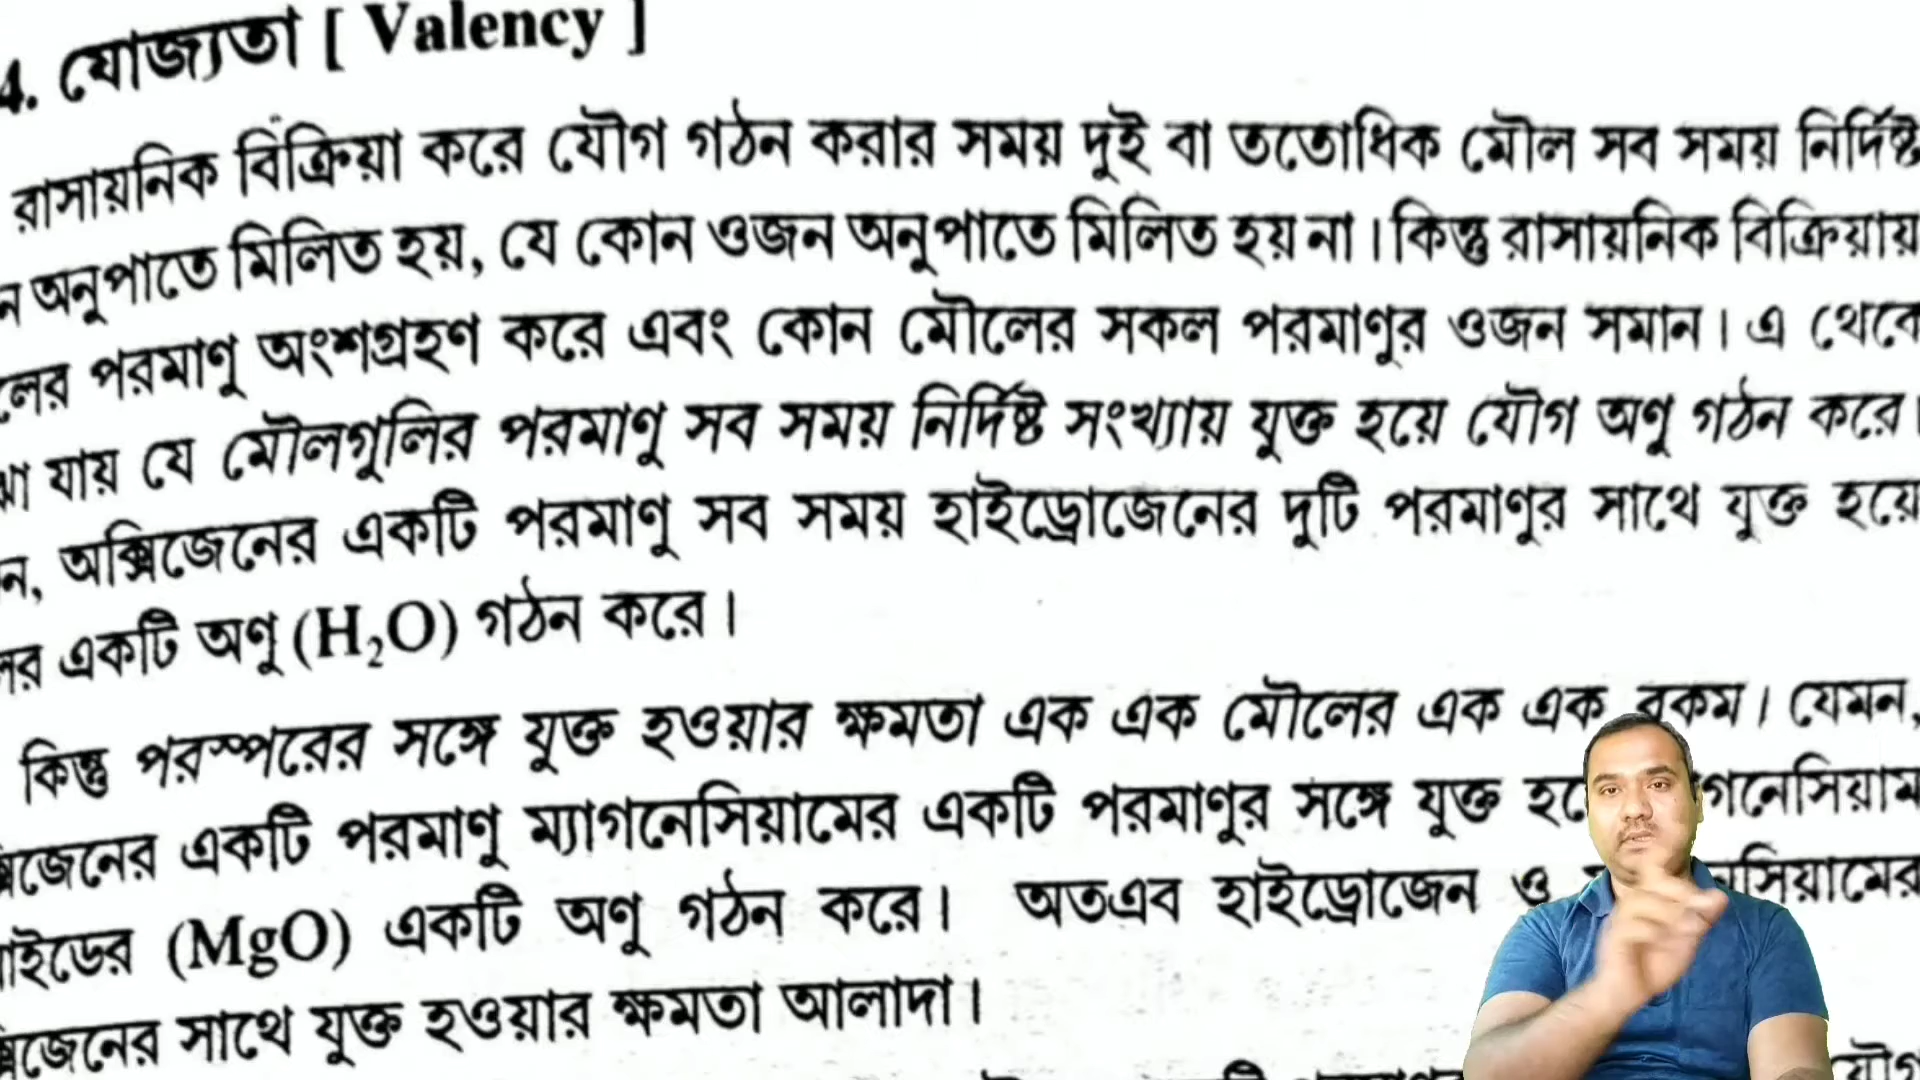 4. যোজ্যতা [ Valency ]
রাসায়নিক বিক্রিয়া করে যৌগ গঠন করার সময় দুই বা ততোধিক মৌল সব সময় নির্দিষ্ট
ন অনুপাতে মিলিত হয়, যে কোন ওজন অনুপাতে মিলিত হয় না। কিন্তু রাসায়নিক বিক্রিয়ায়
লের পরমাণু অংশগ্রহণ করে এবং কোন মৌলের সকল পরমাণুর ওজন সমান। এ থেকে
যায় যে মৌলগুলির পরমাণু সব সময় নির্দিষ্ট সংখ্যায় যুক্ত হয়ে যৌগ অণু গঠন করে।
ন, অক্সিজেনের একটি পরমাণু সব সময় হাইড্রোজেনের দুটি পরমাণুর সাথে যুক্ত হয়ে
লের একটি অণু (H₂O) গঠন করে।
কিন্তু পরস্পরের সঙ্গে যুক্ত হওয়ার ক্ষমতা এক এক মৌলের এক এক রকম। যেমন,
জেনের একটি পরমাণু ম্যাগনেসিয়ামের একটি পরমাণুর সঙ্গে যুক্ত হয়ে গনেসিয়াম
াইডের (MgO) একটি অণু গঠন করে। অতএব হাইড্রোজেন ও সিয়ামের
জেনের সাথে যুক্ত হওয়ার ক্ষমতা আলাদা।
যৌগ